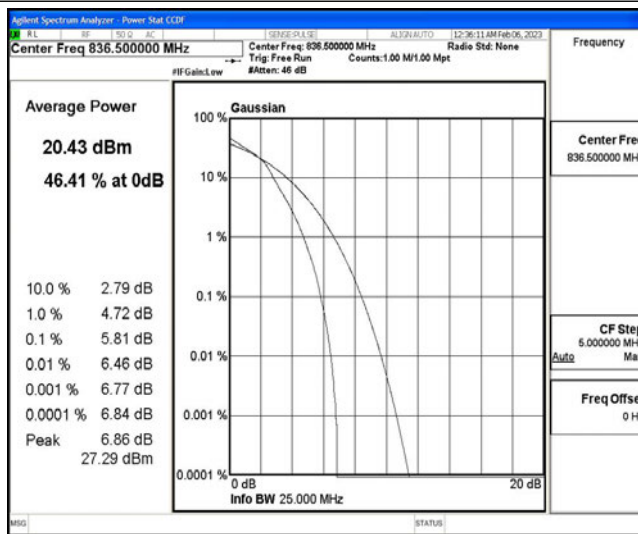 Agilent Spectrum Analyzer - Power Stat CCDF
RL RF 50 Ω AC SENSE:PULSE ALIGN AUTO 12:36:11 AM Feb 06, 2023
Center Freq 836.500000 MHz
Center Freq: 836.500000 MHz Radio Std: None
Trig: Free Run Counts:1.00 M/1.00 Mpt
#IFGain:Low #Atten: 46 dB
Frequency
Average Power
20.43 dBm
46.41 % at 0dB
10.0 % 2.79 dB
1.0 % 4.72 dB
0.1 % 5.81 dB
0.01 % 6.46 dB
0.001 % 6.77 dB
0.0001 % 6.84 dB
Peak 6.86 dB
27.29 dBm
Gaussian
100 %
10 %
1 %
0.1 %
0.01 %
0.001 %
0.0001 %
0 dB 20 dB
Info BW 25.000 MHz
Center Fre
836.500000 MH
CF Step
5.000000 MH
Auto Ma
Freq Offse
0 H
MSG STATUS